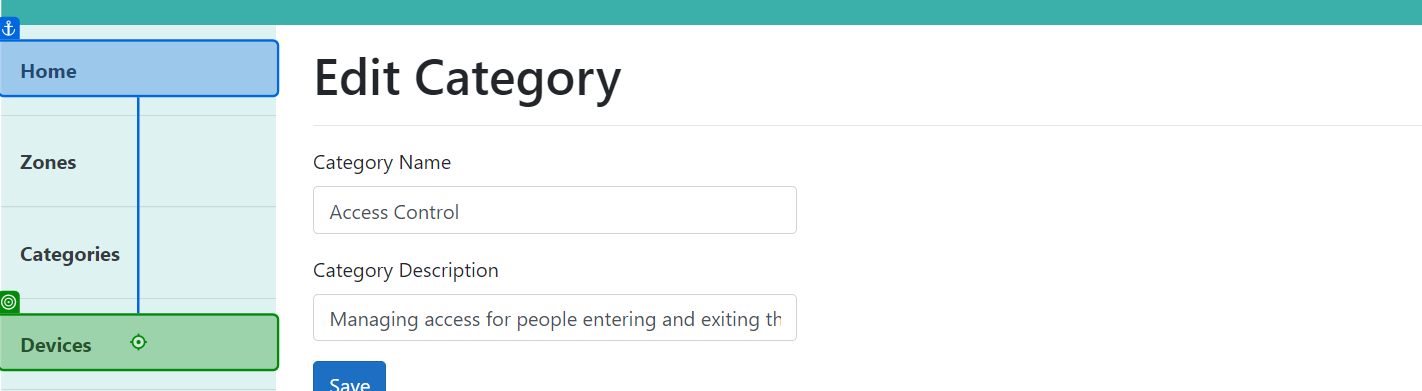 Home
Zones
Categories
Devices
Edit Category
Category Name
Access Control
Category Description
Managing access for people entering and exiting th
Save